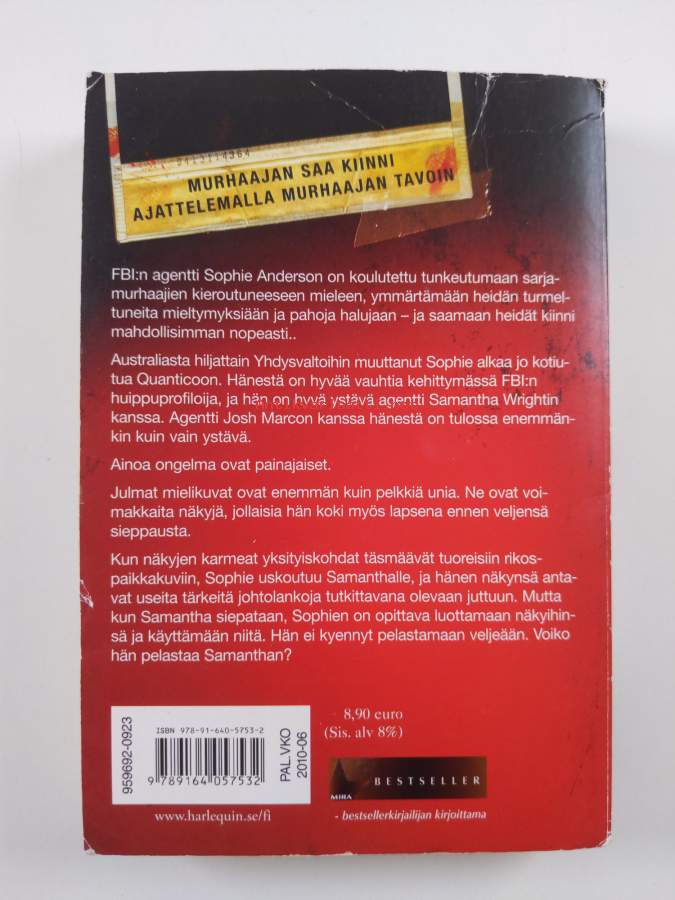 0413114364
MURHAAJAN SAA KIINNI
AJATTELEMALLA MURHAAJAN TAVOIN
FBI:n agentti Sophie Anderson on koulutettu tunkeutumaan sarja-
murhaajien kieroutuneeseen mieleen, ymmärtämään heidän turmel-
tuneita mieltymyksiään ja pahoja halujaan – ja saamaan heidät kiinni
mahdollisimman nopeasti..
Australiasta hiljattain Yhdysvaltoihin muuttanut Sophie alkaa jo kotiu-
tua Quanticoon. Hänestä on hyvää vauhtia kehittymässä FBI:n
huippuprofiloija, ja hän on hyvä ystävä agentti Samantha Wrightin
kanssa. Agentti Josh Marcon kanssa hänestä on tulossa enemmän-
kin kuin vain ystävä.
Ainoa ongelma ovat painajaiset.
Julmat mielikuvat ovat enemmän kuin pelkkiä unia. Ne ovat voi-
makkaita näkyjä, jollaisia hän koki myös lapsena ennen veljensä
sieppausta.
Kun näkyjen karmeat yksityiskohdat täsmäävät tuoreisiin rikos-
paikkakuviin, Sophie uskoutuu Samanthalle, ja hänen näkynsä anta-
vat useita tärkeitä johtolankoja tutkittavana olevaan juttuun. Mutta
kun Samantha siepataan, Sophien on opittava luottamaan näkyihin-
sä ja käyttämään niitä. Hän ei kyennyt pelastamaan veljeään. Voiko
hän pelastaa Samanthan?
959692-0923
ISBN 978-91-640-5753-2
9 789164 057532
PAL.VKO
2010-06
8,90 euro
(Sis. alv 8%)
MIRA
BESTSELLER
www.harlequin.se/fi
- bestsellerkirjailijan kirjoittama